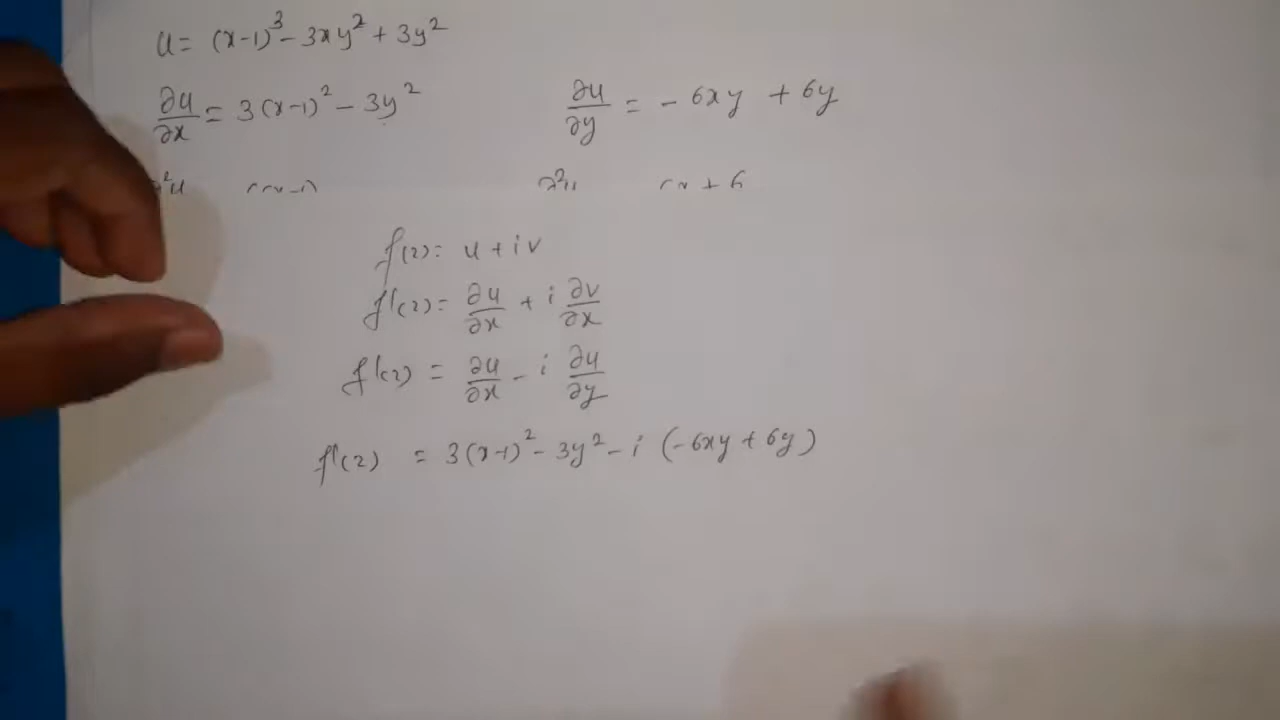 u = (x-1)³ - 3xy² + 3y²
∂u/∂x = 3(x-1)² - 3y² ∂u/∂y = - 6xy + 6y
f(z) = u + iv
f'(z) = ∂u/∂x + i ∂v/∂x
f'(z) = ∂u/∂x - i ∂u/∂y
f'(z) = 3(x-1)² - 3y² - i (-6xy + 6y)